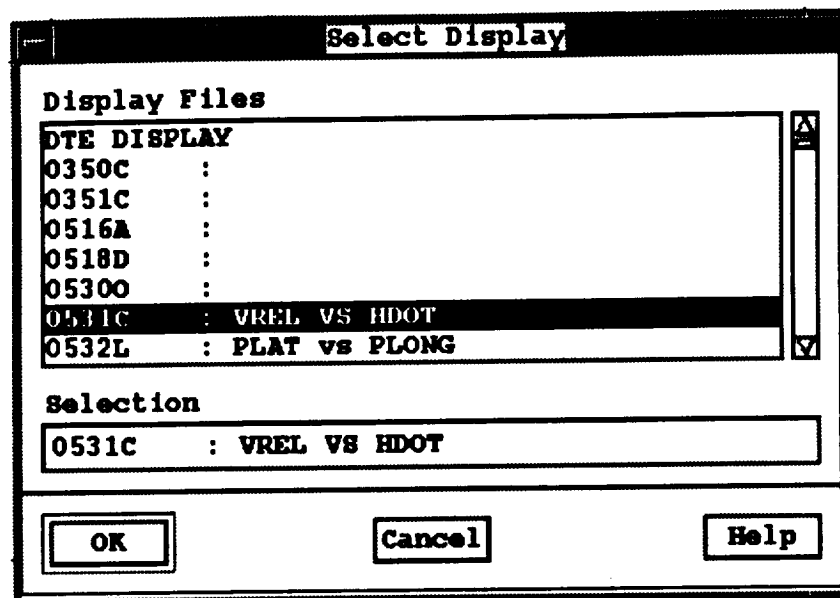 Select Display
Display Files
DTE DISPLAY
0350C :
0351C :
0516A :
0518D :
0530O :
0531C : VREL VS HDOT
0532L : PLAT vs PLONG
Selection
0531C : VREL VS HDOT
OK Cancel Help